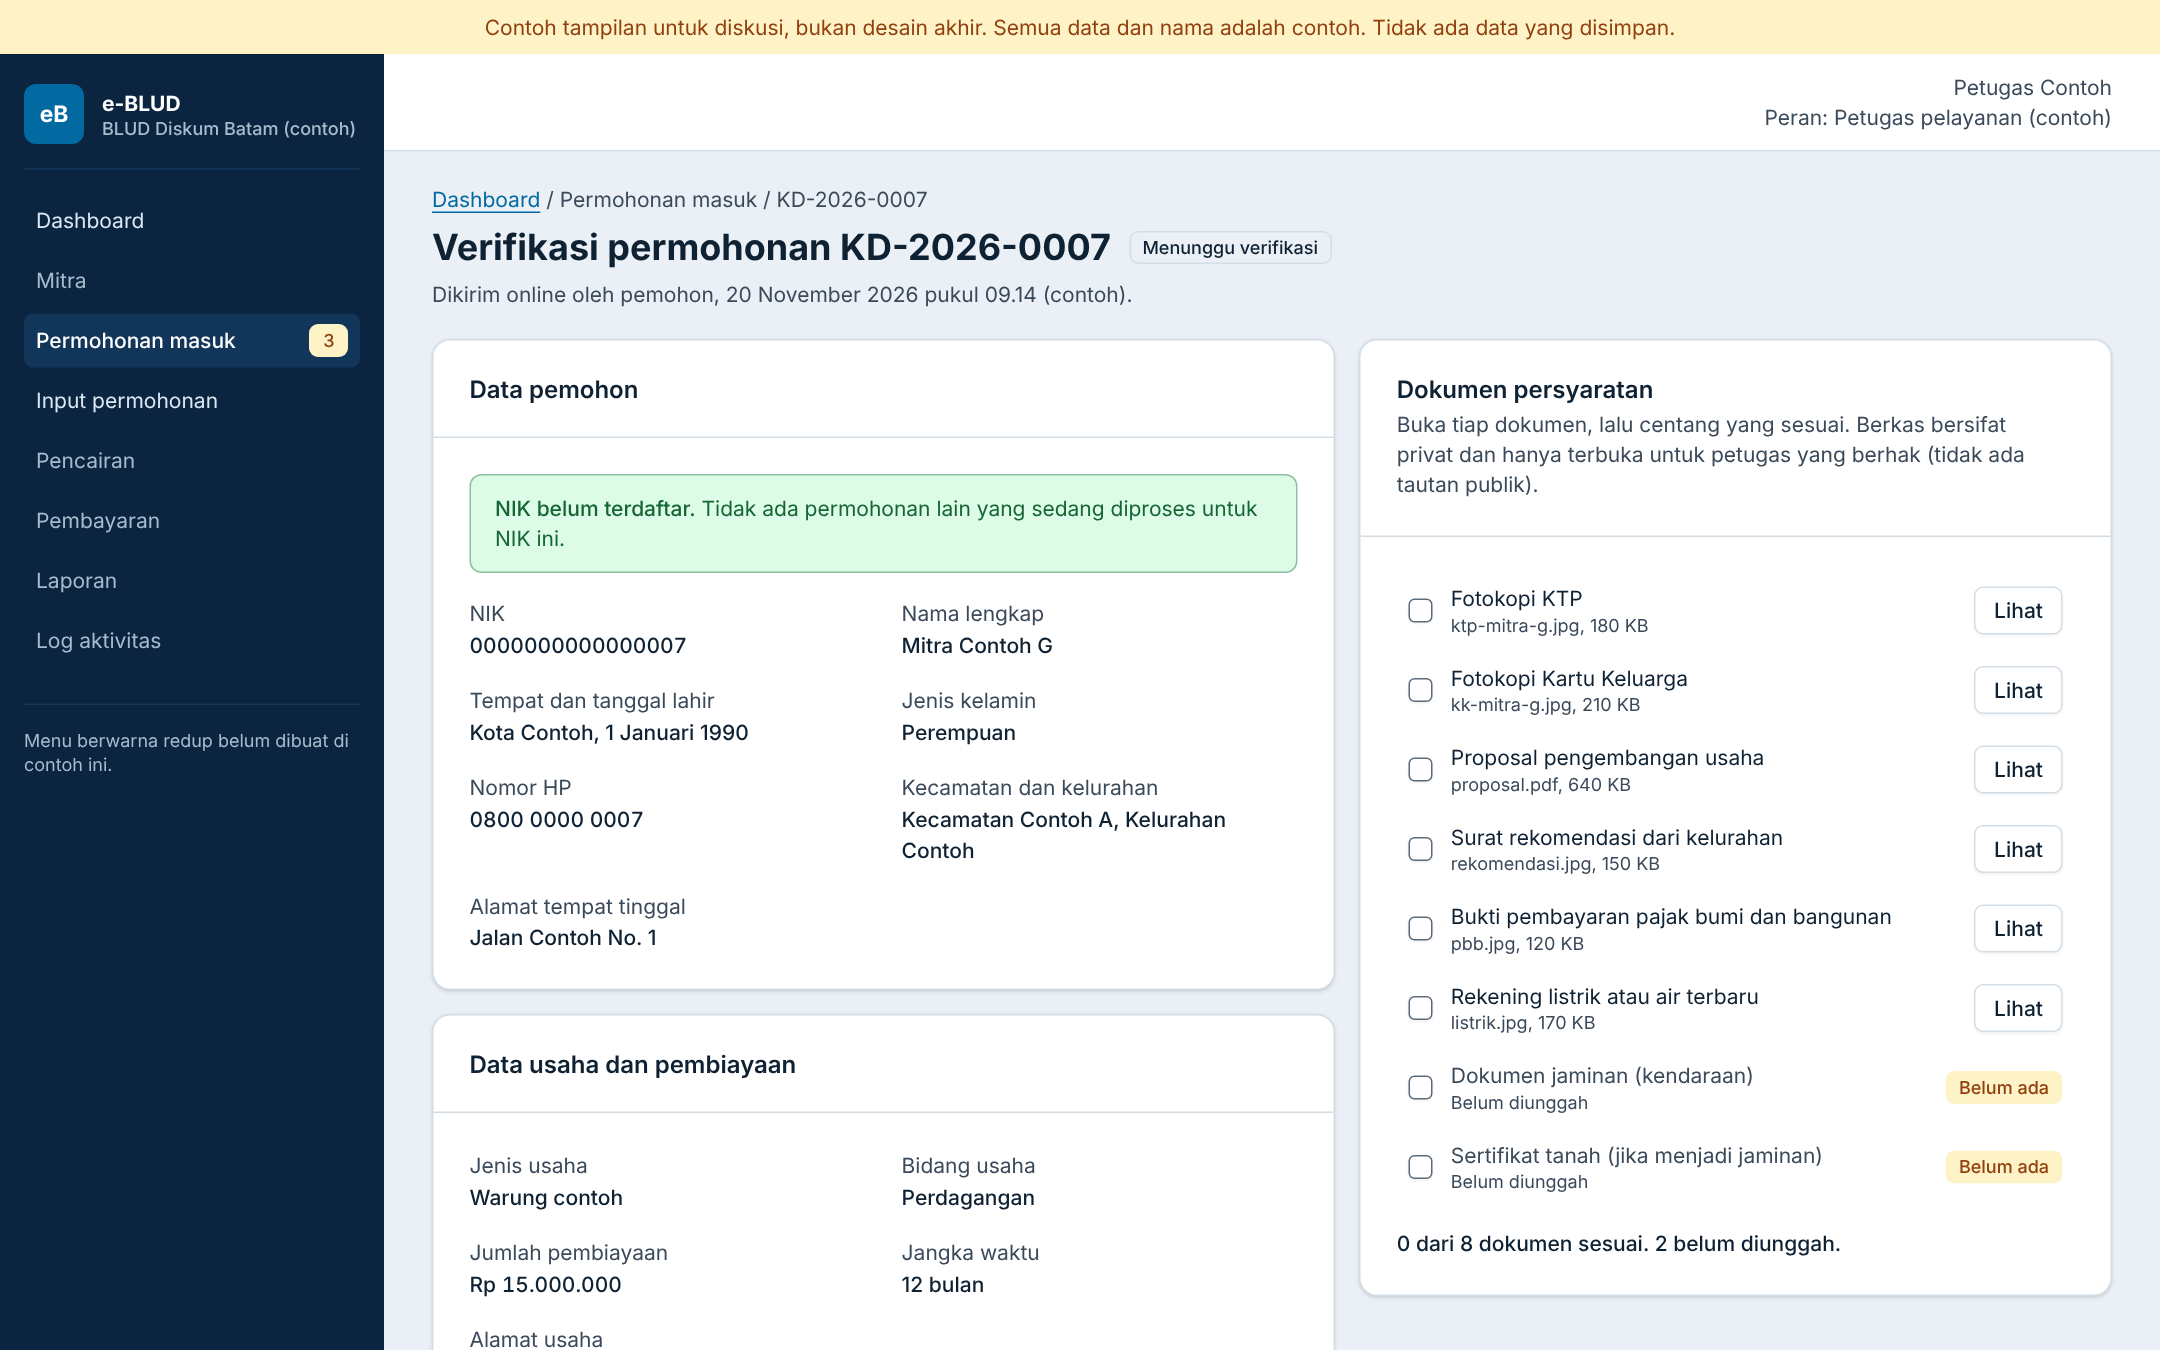 Contoh tampilan untuk diskusi, bukan desain akhir. Semua data dan nama adalah contoh. Tidak ada data yang disimpan.
eB
e-BLUD
BLUD Diskum Batam (contoh)
Dashboard
Mitra
Permohonan masuk
3
Input permohonan
Pencairan
Pembayaran
Laporan
Log aktivitas
Menu berwarna redup belum dibuat di
contoh ini.
Petugas Contoh
Peran: Petugas pelayanan (contoh)
Dashboard / Permohonan masuk / KD-2026-0007
Verifikasi permohonan KD-2026-0007
Menunggu verifikasi
Dikirim online oleh pemohon, 20 November 2026 pukul 09.14 (contoh).
Data pemohon
NIK belum terdaftar. Tidak ada permohonan lain yang sedang diproses untuk
NIK ini.
NIK
0000000000000007
Nama lengkap
Mitra Contoh G
Tempat dan tanggal lahir
Kota Contoh, 1 Januari 1990
Jenis kelamin
Perempuan
Nomor HP
0800 0000 0007
Kecamatan dan kelurahan
Kecamatan Contoh A, Kelurahan
Contoh
Alamat tempat tinggal
Jalan Contoh No. 1
Data usaha dan pembiayaan
Jenis usaha
Warung contoh
Bidang usaha
Perdagangan
Jumlah pembiayaan
Rp 15.000.000
Jangka waktu
12 bulan
Alamat usaha
Dokumen persyaratan
Buka tiap dokumen, lalu centang yang sesuai. Berkas bersifat
privat dan hanya terbuka untuk petugas yang berhak (tidak ada
tautan publik).
Fotokopi KTP
ktp-mitra-g.jpg, 180 KB
Lihat
Fotokopi Kartu Keluarga
kk-mitra-g.jpg, 210 KB
Lihat
Proposal pengembangan usaha
proposal.pdf, 640 KB
Lihat
Surat rekomendasi dari kelurahan
rekomendasi.jpg, 150 KB
Lihat
Bukti pembayaran pajak bumi dan bangunan
pbb.jpg, 120 KB
Lihat
Rekening listrik atau air terbaru
listrik.jpg, 170 KB
Lihat
Dokumen jaminan (kendaraan)
Belum diunggah
Belum ada
Sertifikat tanah (jika menjadi jaminan)
Belum diunggah
Belum ada
0 dari 8 dokumen sesuai. 2 belum diunggah.